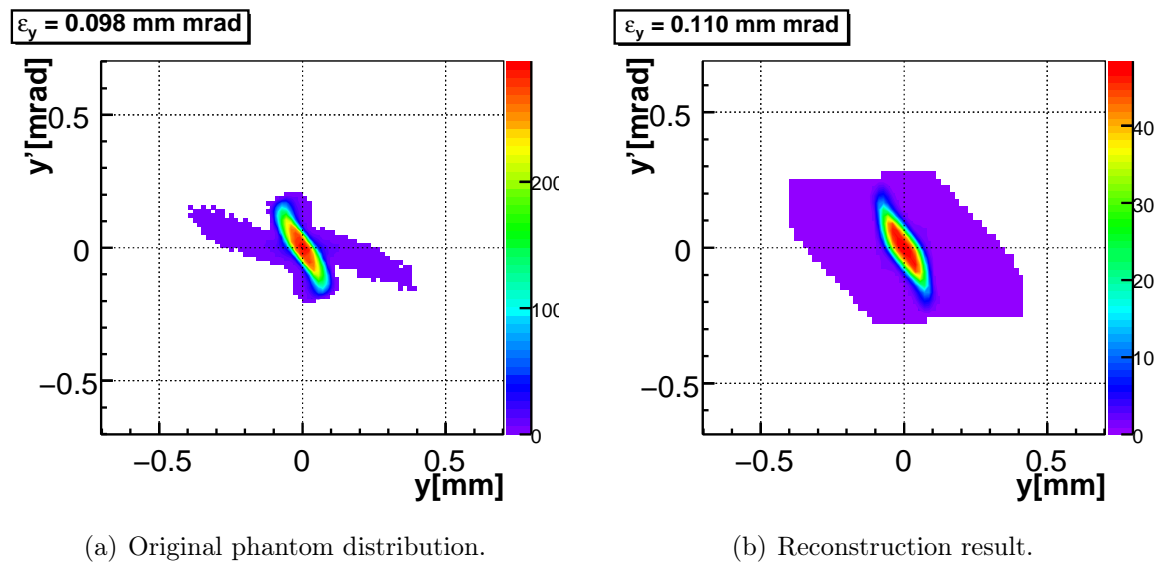 ε_y = 0.098 mm mrad
y'[mrad]
0.5
0
−0.5
−0.5 0 0.5
y[mm]
200
100
0
(a) Original phantom distribution.
ε_y = 0.110 mm mrad
y'[mrad]
0.5
0
−0.5
−0.5 0 0.5
y[mm]
40
30
20
10
0
(b) Reconstruction result.